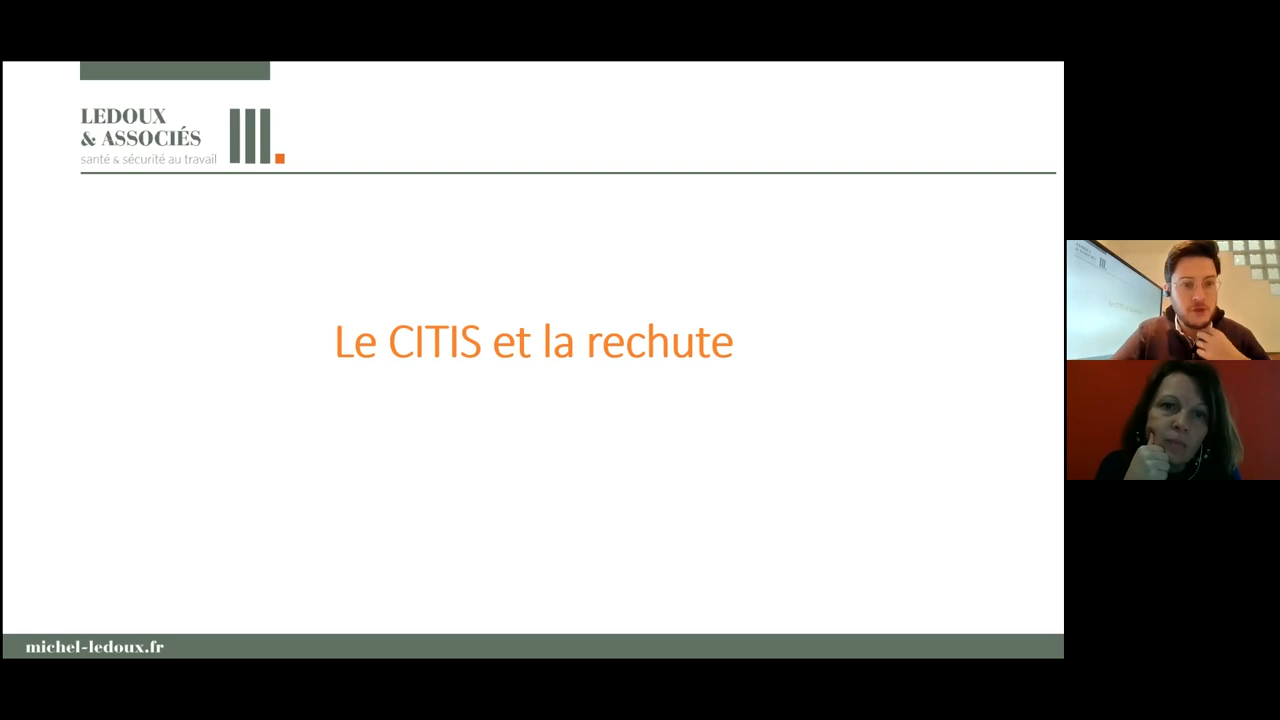 LEDOUX
& ASSOCIÉS
santé & sécurité au travail
Le CITIS et la rechute
michel-ledoux.fr